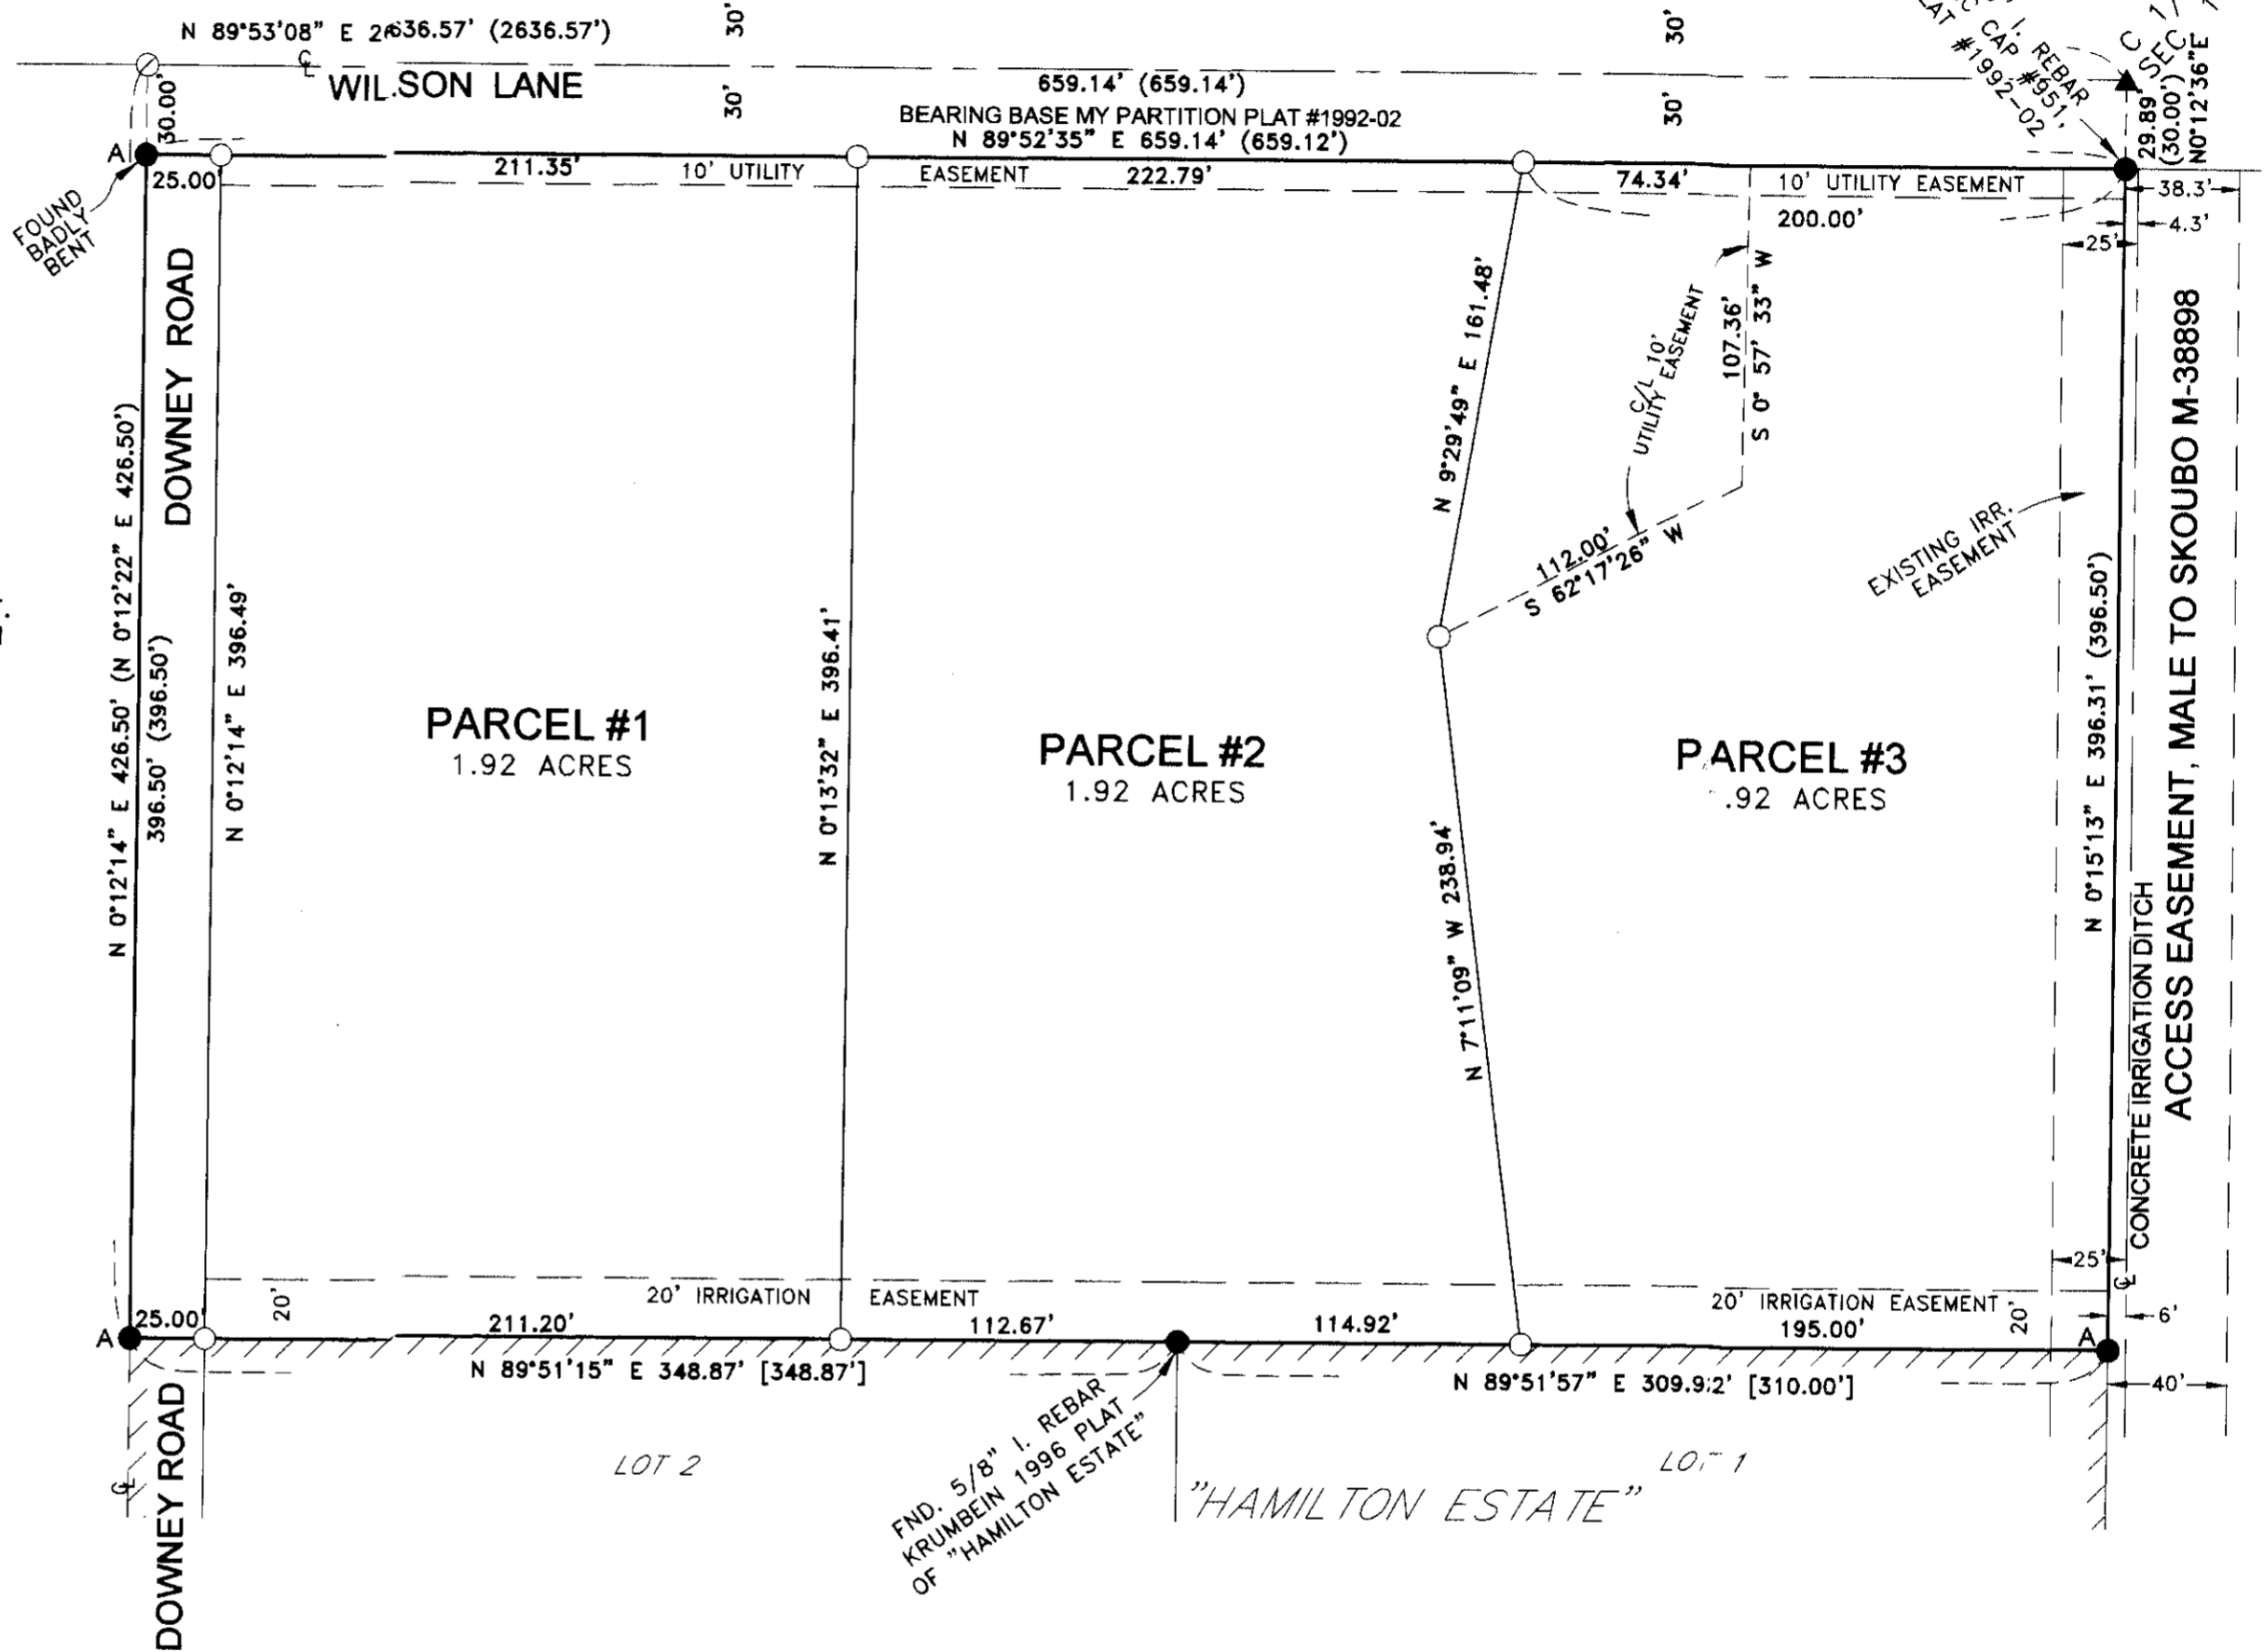 N 89°53'08" E 2636.57' (2636.57')
30'
30'
℄
WILSON LANE
30.00'
30'
30'
659.14' (659.14')
BEARING BASE MY PARTITION PLAT #1992-02
N 89°52'35" E 659.14' (659.12')
I. REBAR
CAP #951,
#1992-02
C 1/
SEC
29.89'
(30.00')
N0°12'36"E
A
25.00'
211.35'
10' UTILITY EASEMENT
222.79'
74.34'
10' UTILITY EASEMENT
200.00'
38.3'
4.3'
25'
FOUND
BADLY
BENT
DOWNEY ROAD
N 0°12'14" E 426.50' (N 0°12'22" E 426.50')
396.50' (396.50')
N 0°12'14" E 396.49'
N 0°13'32" E 396.41'
N 9°29'49" E 161.48'
C/L 10'
UTILITY EASEMENT
107.36'
S 0° 57' 33" W
112.00'
S 62°17'26" W
EXISTING IRR.
EASEMENT
N 0°15'13" E 396.31' (396.50')
ACCESS EASEMENT, MALE TO SKOUBO M-38898
CONCRETE IRRIGATION DITCH
PARCEL #1
1.92 ACRES
PARCEL #2
1.92 ACRES
PARCEL #3
.92 ACRES
N 7°11'09" W 238.94'
25'
℄
20' IRRIGATION EASEMENT
20' IRRIGATION EASEMENT
20'
20'
6'
A
25.00'
211.20'
112.67'
114.92'
195.00'
A
N 89°51'15" E 348.87' [348.87']
N 89°51'57" E 309.92' [310.00']
40'
FND. 5/8" I. REBAR
KRUMBEIN 1996 PLAT
OF "HAMILTON ESTATE"
LOT 2
LOT 1
"HAMILTON ESTATE"
℄
DOWNEY ROAD